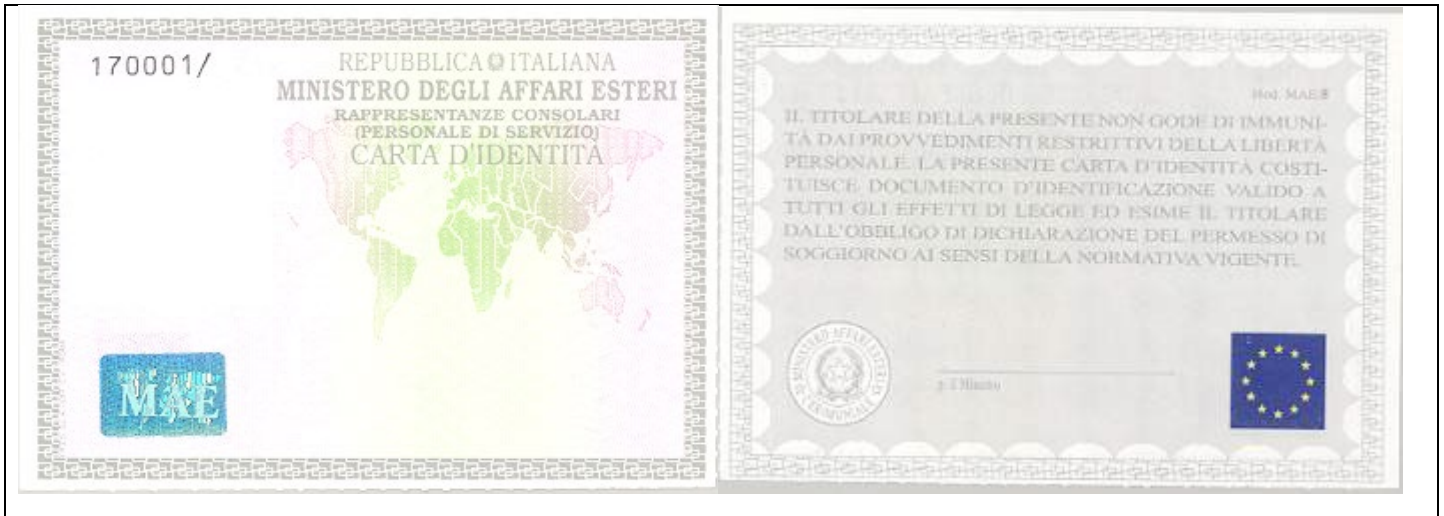 170001/
REPUBBLICA ITALIANA
MINISTERO DEGLI AFFARI ESTERI
RAPPRESENTANZE CONSOLARI
(PERSONALE DI SERVIZIO)
CARTA D'IDENTITÀ
MAE
Mod. MAE 8
IL TITOLARE DELLA PRESENTE NON GODE DI IMMUNI-
TÀ DAI PROVVEDIMENTI RESTRITTIVI DELLA LIBERTÀ
PERSONALE. LA PRESENTE CARTA D'IDENTITÀ COSTI-
TUISCE DOCUMENTO D'IDENTIFICAZIONE VALIDO A
TUTTI GLI EFFETTI DI LEGGE ED ESIME IL TITOLARE
DALL'OBBLIGO DI DICHIARAZIONE DEL PERMESSO DI
SOGGIORNO AI SENSI DELLA NORMATIVA VIGENTE.
p. il Ministro